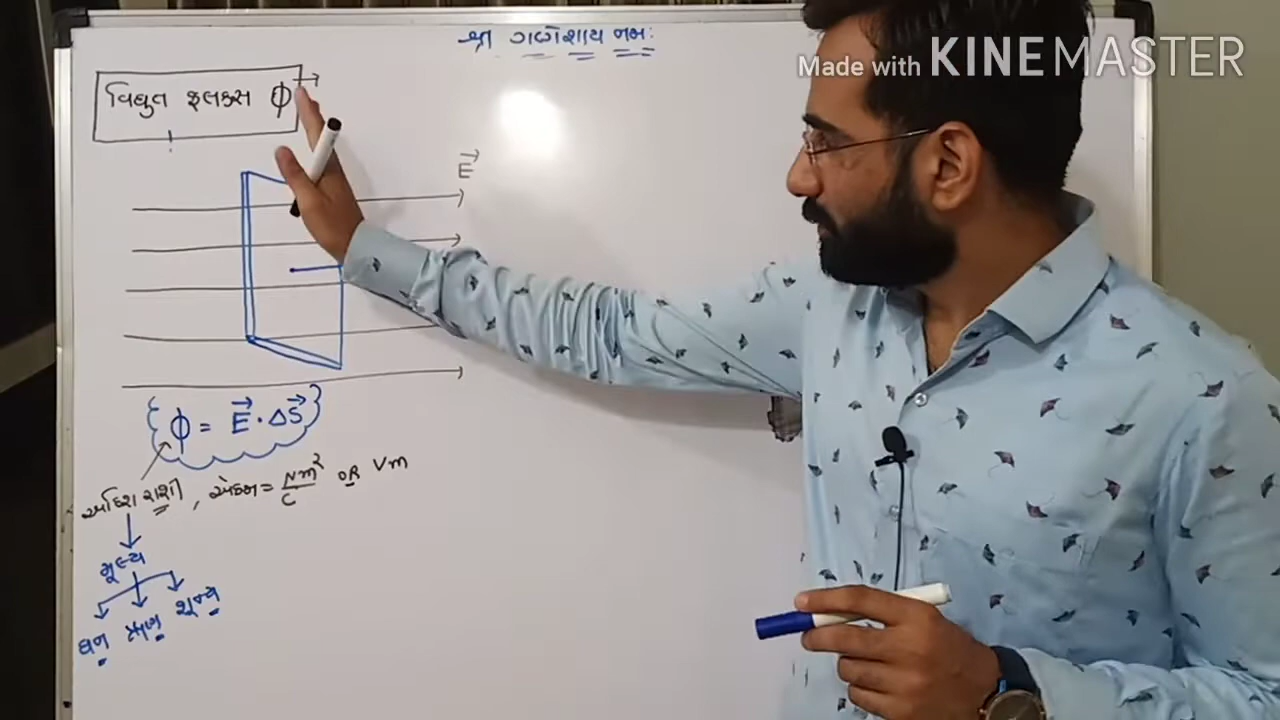 શ્રી ગણેશાય નમઃ
Made with KINEMASTER
વિદ્યુત ફ્લક્સ ϕ
E⃗
ϕ = E⃗ · ΔS⃗
અદિશ રાશી , એકમ = Nm²/C OR Vm
મૂલ્ય
ધન ઋણ શૂન્ય